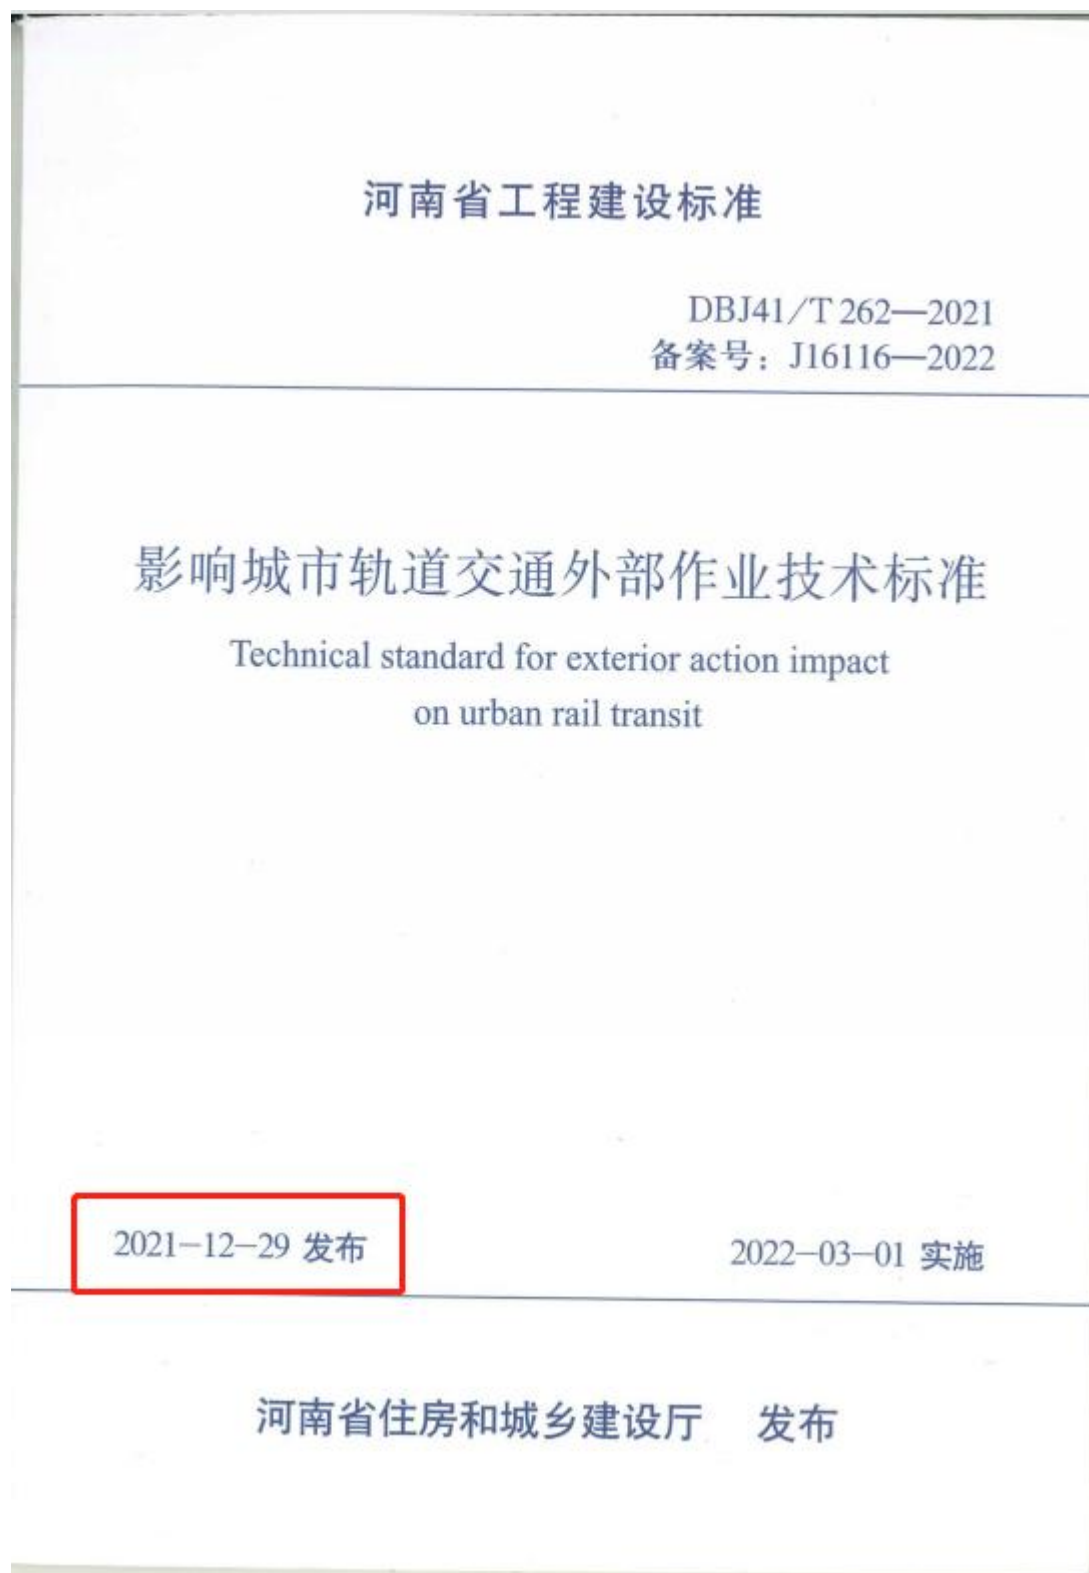 河南省工程建设标准
DBJ41/T 262—2021
备案号：J16116—2022
影响城市轨道交通外部作业技术标准
Technical standard for exterior action impact
on urban rail transit
2021-12-29 发布
2022-03-01 实施
河南省住房和城乡建设厅 发布